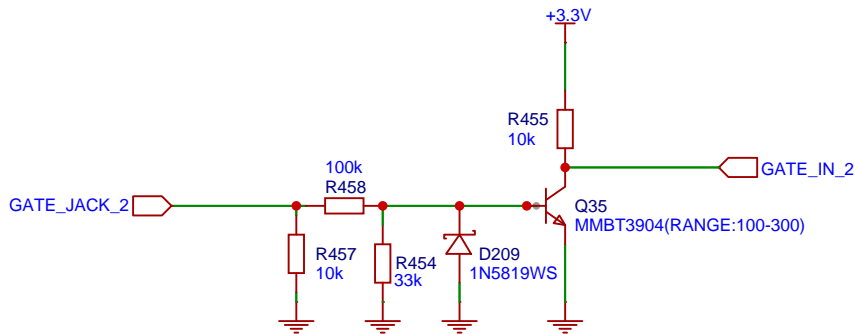 +3.3V
R455
10k
100k
R458
GATE_JACK_2
GATE_IN_2
Q35
MMBT3904(RANGE:100-300)
R457
10k
R454
33k
D209
1N5819WS